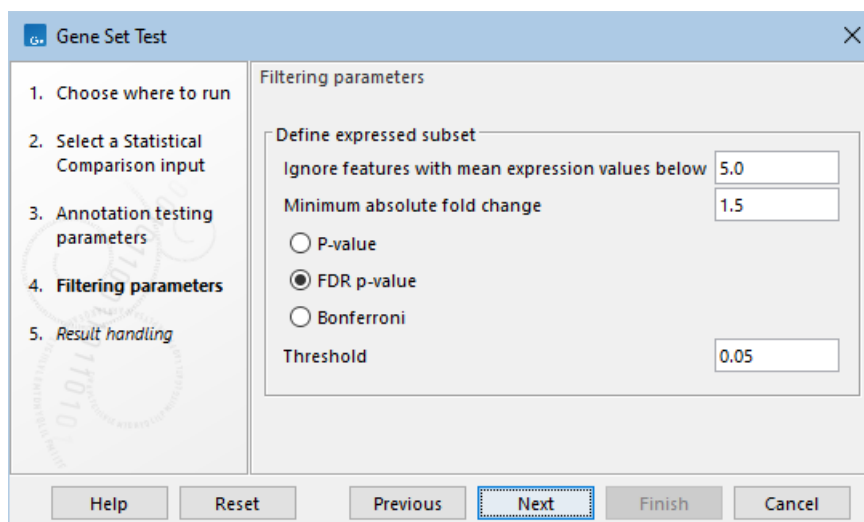 Gene Set Test
1. Choose where to run
2. Select a Statistical
Comparison input
3. Annotation testing
parameters
4. Filtering parameters
5. Result handling
Filtering parameters
Define expressed subset
Ignore features with mean expression values below 5.0
Minimum absolute fold change 1.5
P-value
FDR p-value
Bonferroni
Threshold 0.05
Help Reset Previous Next Finish Cancel